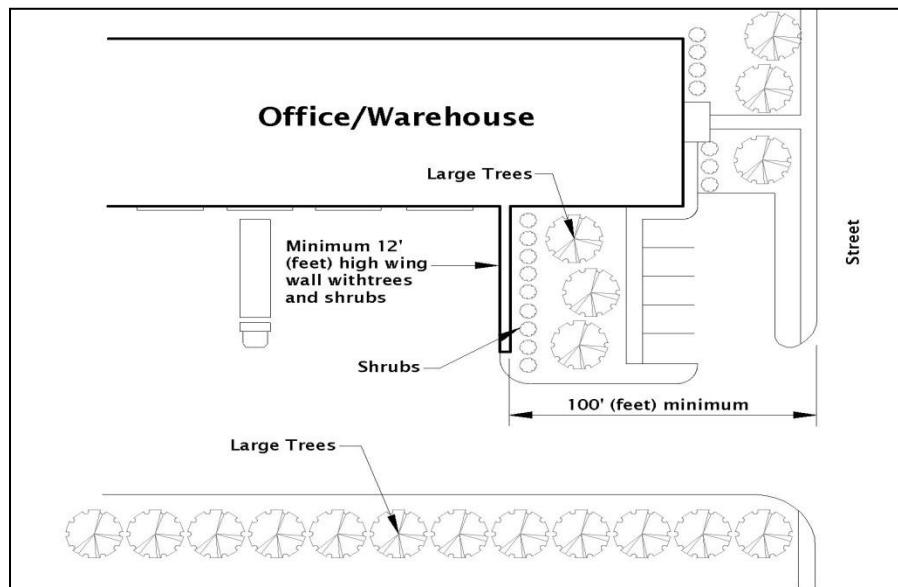 Office/Warehouse
Large Trees
Street
Minimum 12'
(feet) high wing
wall withtrees
and shrubs
Shrubs
100' (feet) minimum
Large Trees